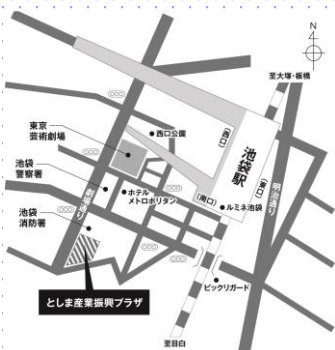 N
至大塚・板橋
東京
芸術劇場
西口公園
(西口)
池袋駅
(東口)
明治通り
池袋
警察署
劇場通り
ホテル
メトロポリタン
(南口)
ルミネ池袋
池袋
消防署
ビックリガード
としま産業振興プラザ
至目白